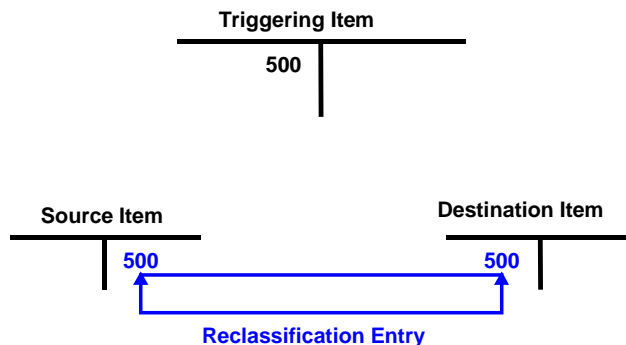 Triggering Item
500
Source Item
Destination Item
500
500
Reclassification Entry